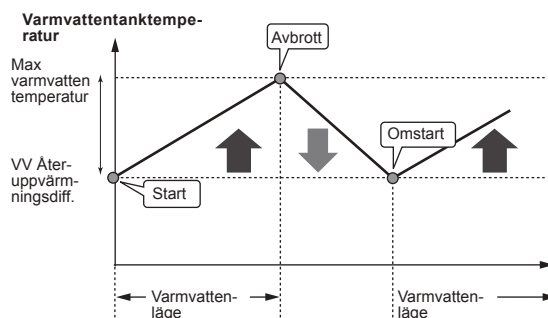 Varmvattentanktempe-
ratur
Avbrott
Max
varmvatten
temperatur
Omstart
VV Åter-
uppvärm-
ningsdiff.
Start
Varmvatten-
läge
Varmvatten-
läge